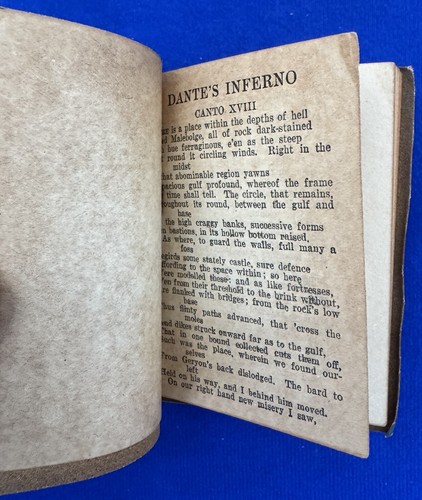 DANTE'S INFERNO
CANTO XVIII
is a place within the depths of hell
Malebolge, all of rock dark-stained
hue ferraginous, e'en as the steep
round it circling winds. Right in the
midst
that abominable region yawns
spacious gulf profound, whereof the frame
time shall tell. The circle, that remains,
throughout its round, between the gulf and
base
the high craggy banks, successive forms
bastions, in its hollow bottom raised.
As where, to guard the walls, full many a
foss
begirds some stately castle, sure defence
affording to the space within; so here
Were modelled these: and as like fortresses,
E'en from their threshold to the brink without,
are flanked with bridges; from the rock's low
base
Thus flinty paths advanced, that 'cross the
moles
And dikes struck onward far as to the gulf,
That in one bound collected cuts them off,
Such was the place, wherein we found our-
selves
From Geryon's back dislodged. The bard to
left
Held on his way, and I behind him moved.
On our right hand new misery I saw,